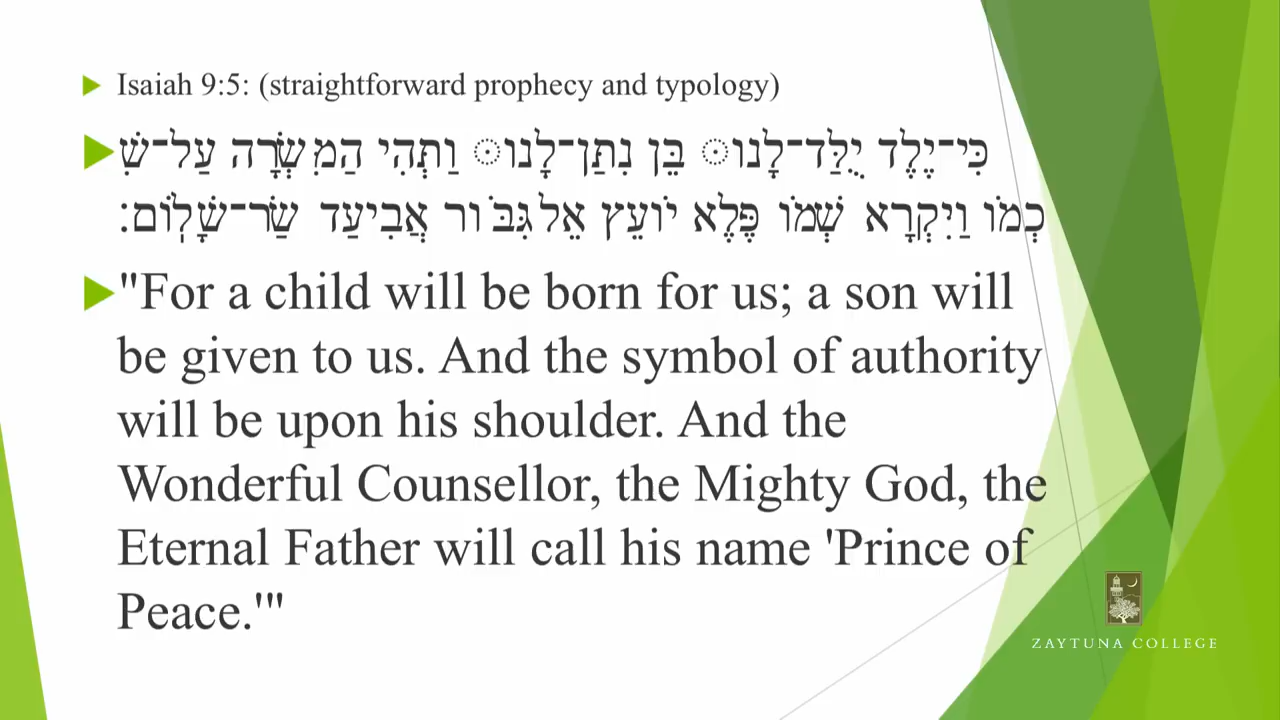 Isaiah 9:5: (straightforward prophecy and typology)
כִּי־יֶלֶד יֻלַּד־לָנוּ בֵּן נִתַּן־לָנוּ וַתְּהִי הַמִּשְׂרָה עַל־שִׁ
כְמוֹ וַיִּקְרָא שְׁמוֹ פֶּלֶא יוֹעֵץ אֵל גִּבּוֹר אֲבִיעַד שַׂר־שָׁלֽוֹם׃
"For a child will be born for us; a son will
be given to us. And the symbol of authority
will be upon his shoulder. And the
Wonderful Counsellor, the Mighty God, the
Eternal Father will call his name 'Prince of
Peace.'"
ZAYTUNA COLLEGE